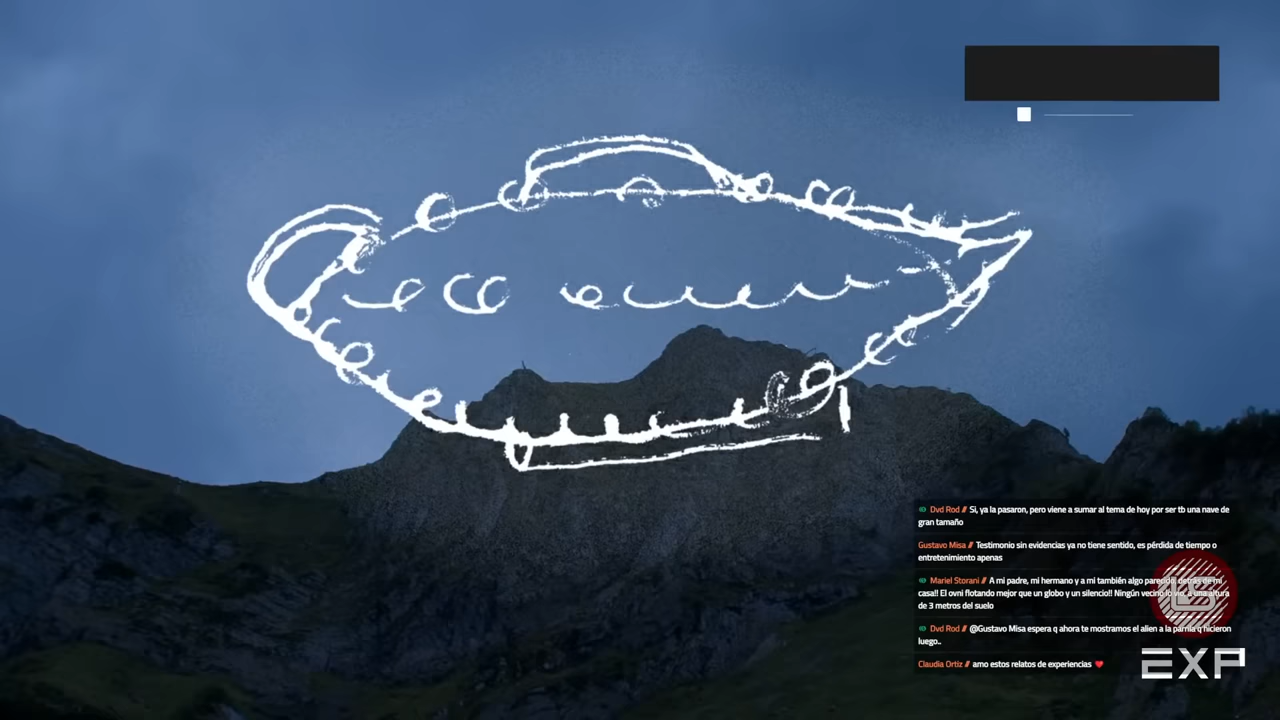 Dvd Rod // Si, ya la pasaron, pero viene a sumar al tema de hoy por ser tb una nave de
gran tamaño
Gustavo Misa // Testimonio sin evidencias ya no tiene sentido, es pérdida de tiempo o
entretenimiento apenas
Mariel Storani // A mi padre, mi hermano y a mi también algo parecido, detrás de mi
casa!! El ovni flotando mejor que un globo y un silencio!! Ningún vecino lo vio, a una altura
de 3 metros del suelo
Dvd Rod // @Gustavo Misa espera q ahora te mostramos el alien a la parrila q hicieron
luego..
Claudia Ortiz // amo estos relatos de experiencias
EXP